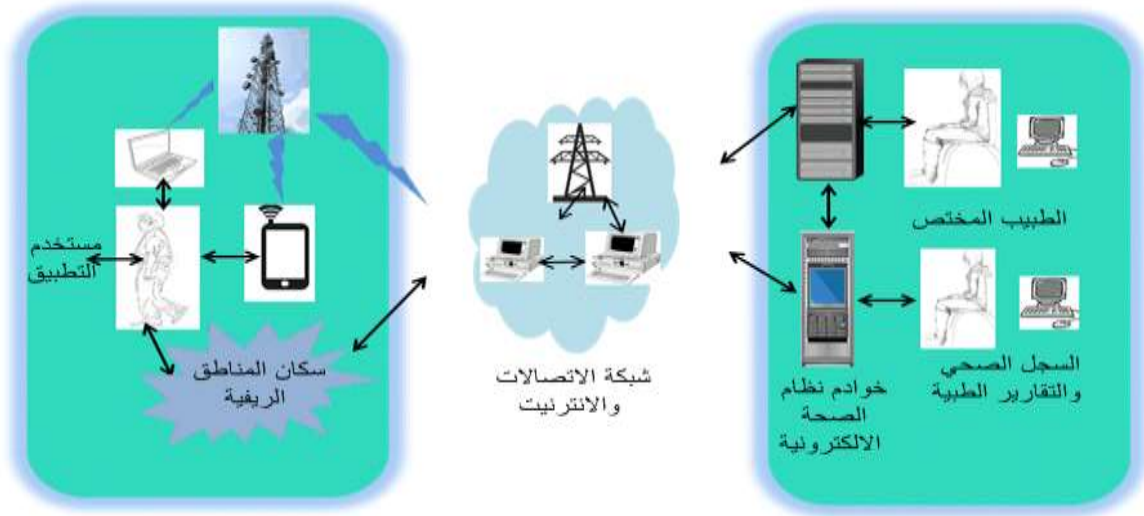 الطبيب المختص
السجل الصحي
والتقارير الطبية
خوادم نظام
الصحة
الالكترونية
شبكة الاتصالات
والانترنيت
مستخدم
التطبيق
سكان المناطق
الريفية